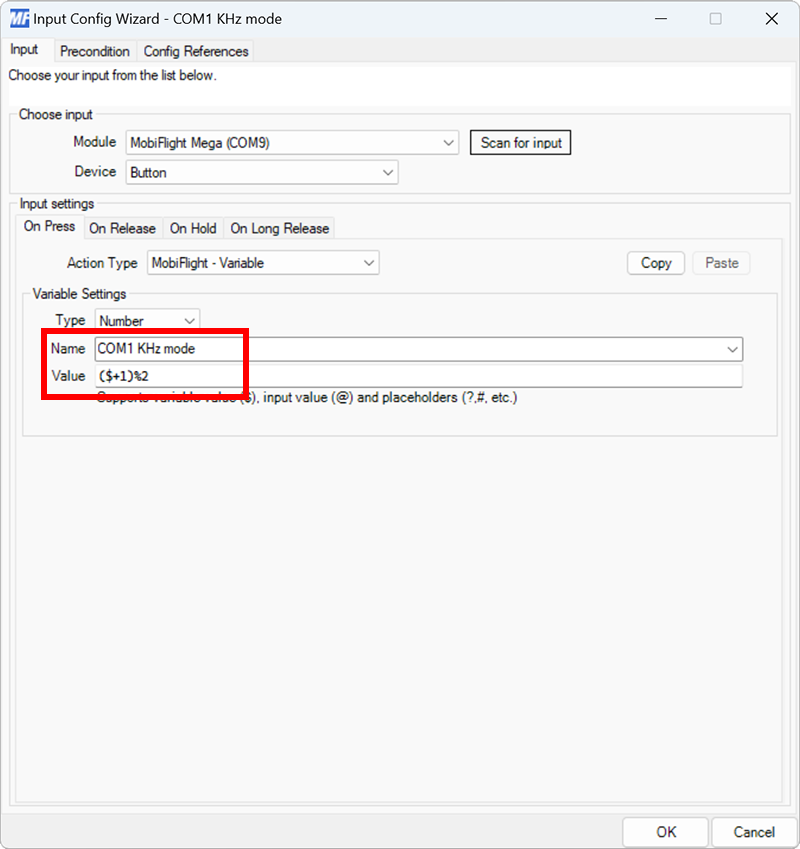 MF Input Config Wizard - COM1 KHz mode
Input Precondition Config References
Choose your input from the list below.
Choose input
Module MobiFlight Mega (COM9) Scan for input
Device Button
Input settings
On Press On Release On Hold On Long Release
Action Type MobiFlight - Variable Copy Paste
Variable Settings
Type Number
Name COM1 KHz mode
Value ($+1)%2
Supports variable value ($), input value (@) and placeholders (?,#, etc.)
OK Cancel